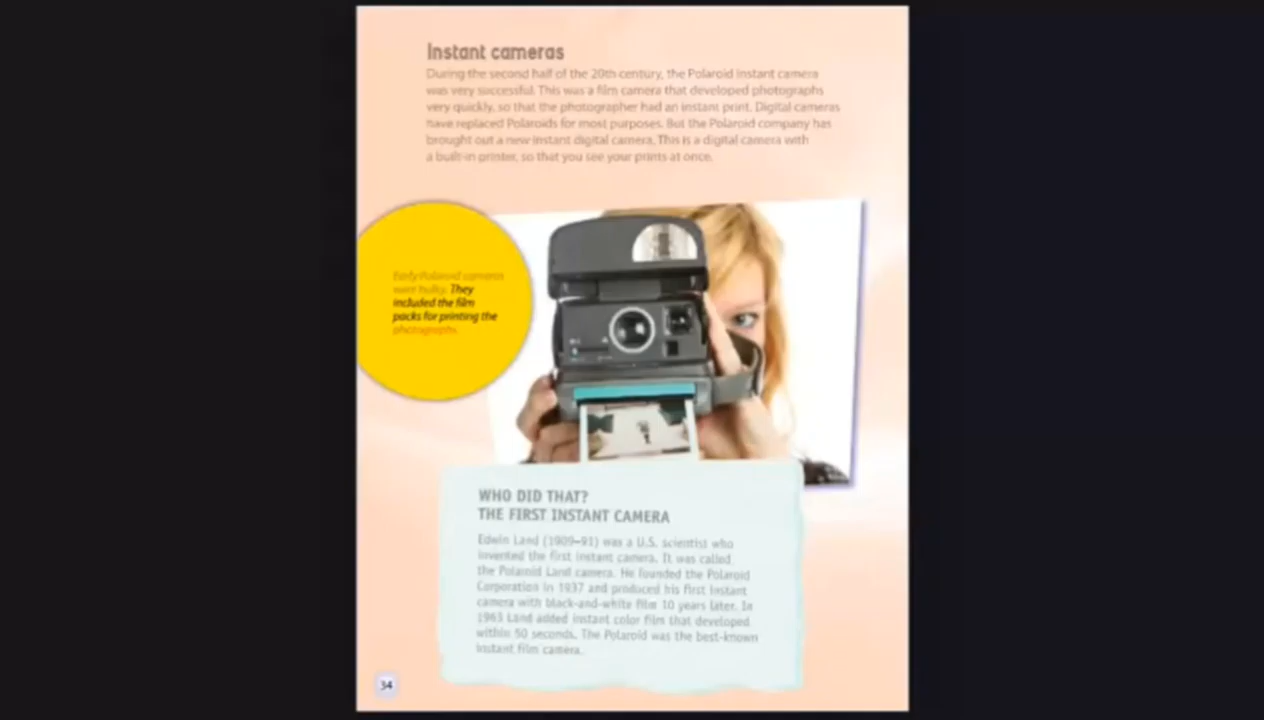 Instant cameras
During the second half of the 20th century, the Polaroid instant camera
was very successful. This was a film camera that developed photographs
very quickly, so that the photographer had an instant print. Digital cameras
have replaced Polaroids for most purposes. But the Polaroid company has
brought out a new instant digital camera. This is a digital camera with
a built-in printer, so that you see your prints at once.
Early Polaroid cameras
were bulky. They
included the film
packs for printing the
photographs.
WHO DID THAT?
THE FIRST INSTANT CAMERA
Edwin Land (1909–91) was a U.S. scientist who
invented the first instant camera. It was called
the Polaroid Land camera. He founded the Polaroid
Corporation in 1937 and produced his first instant
camera with black-and-white film 10 years later. In
1963 Land added instant color film that developed
within 50 seconds. The Polaroid was the best-known
instant film camera.
34